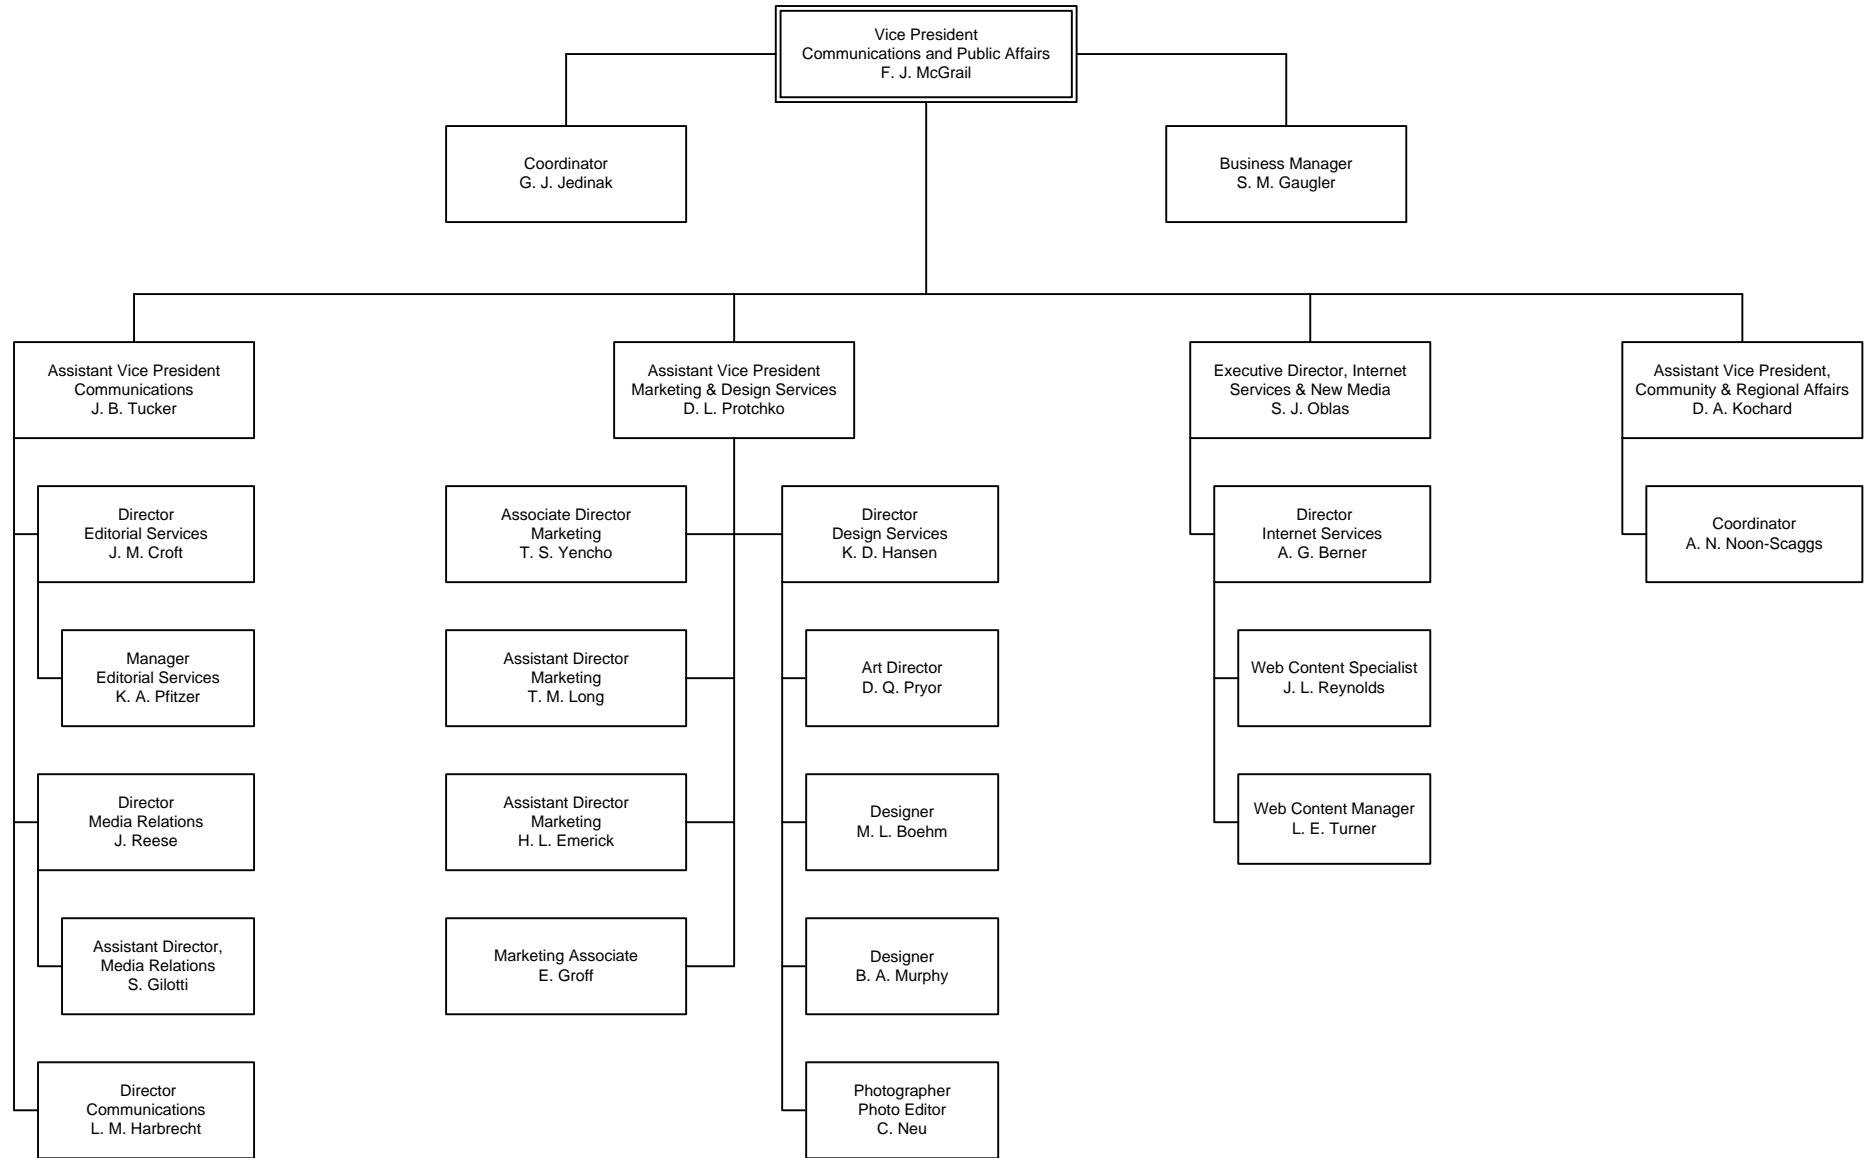 Vice President
Communications and Public Affairs
F. J. McGrail
Coordinator
G. J. Jedinak
Business Manager
S. M. Gaugler
Assistant Vice President
Communications
J. B. Tucker
Assistant Vice President
Marketing & Design Services
D. L. Protchko
Executive Director, Internet
Services & New Media
S. J. Oblas
Assistant Vice President,
Community & Regional Affairs
D. A. Kochard
Director
Editorial Services
J. M. Croft
Associate Director
Marketing
T. S. Yencho
Director
Design Services
K. D. Hansen
Director
Internet Services
A. G. Berner
Coordinator
A. N. Noon-Scaggs
Manager
Editorial Services
K. A. Pfitzer
Assistant Director
Marketing
T. M. Long
Art Director
D. Q. Pryor
Web Content Specialist
J. L. Reynolds
Director
Media Relations
J. Reese
Assistant Director
Marketing
H. L. Emerick
Designer
M. L. Boehm
Web Content Manager
L. E. Turner
Assistant Director,
Media Relations
S. Gilotti
Marketing Associate
E. Groff
Designer
B. A. Murphy
Director
Communications
L. M. Harbrecht
Photographer
Photo Editor
C. Neu